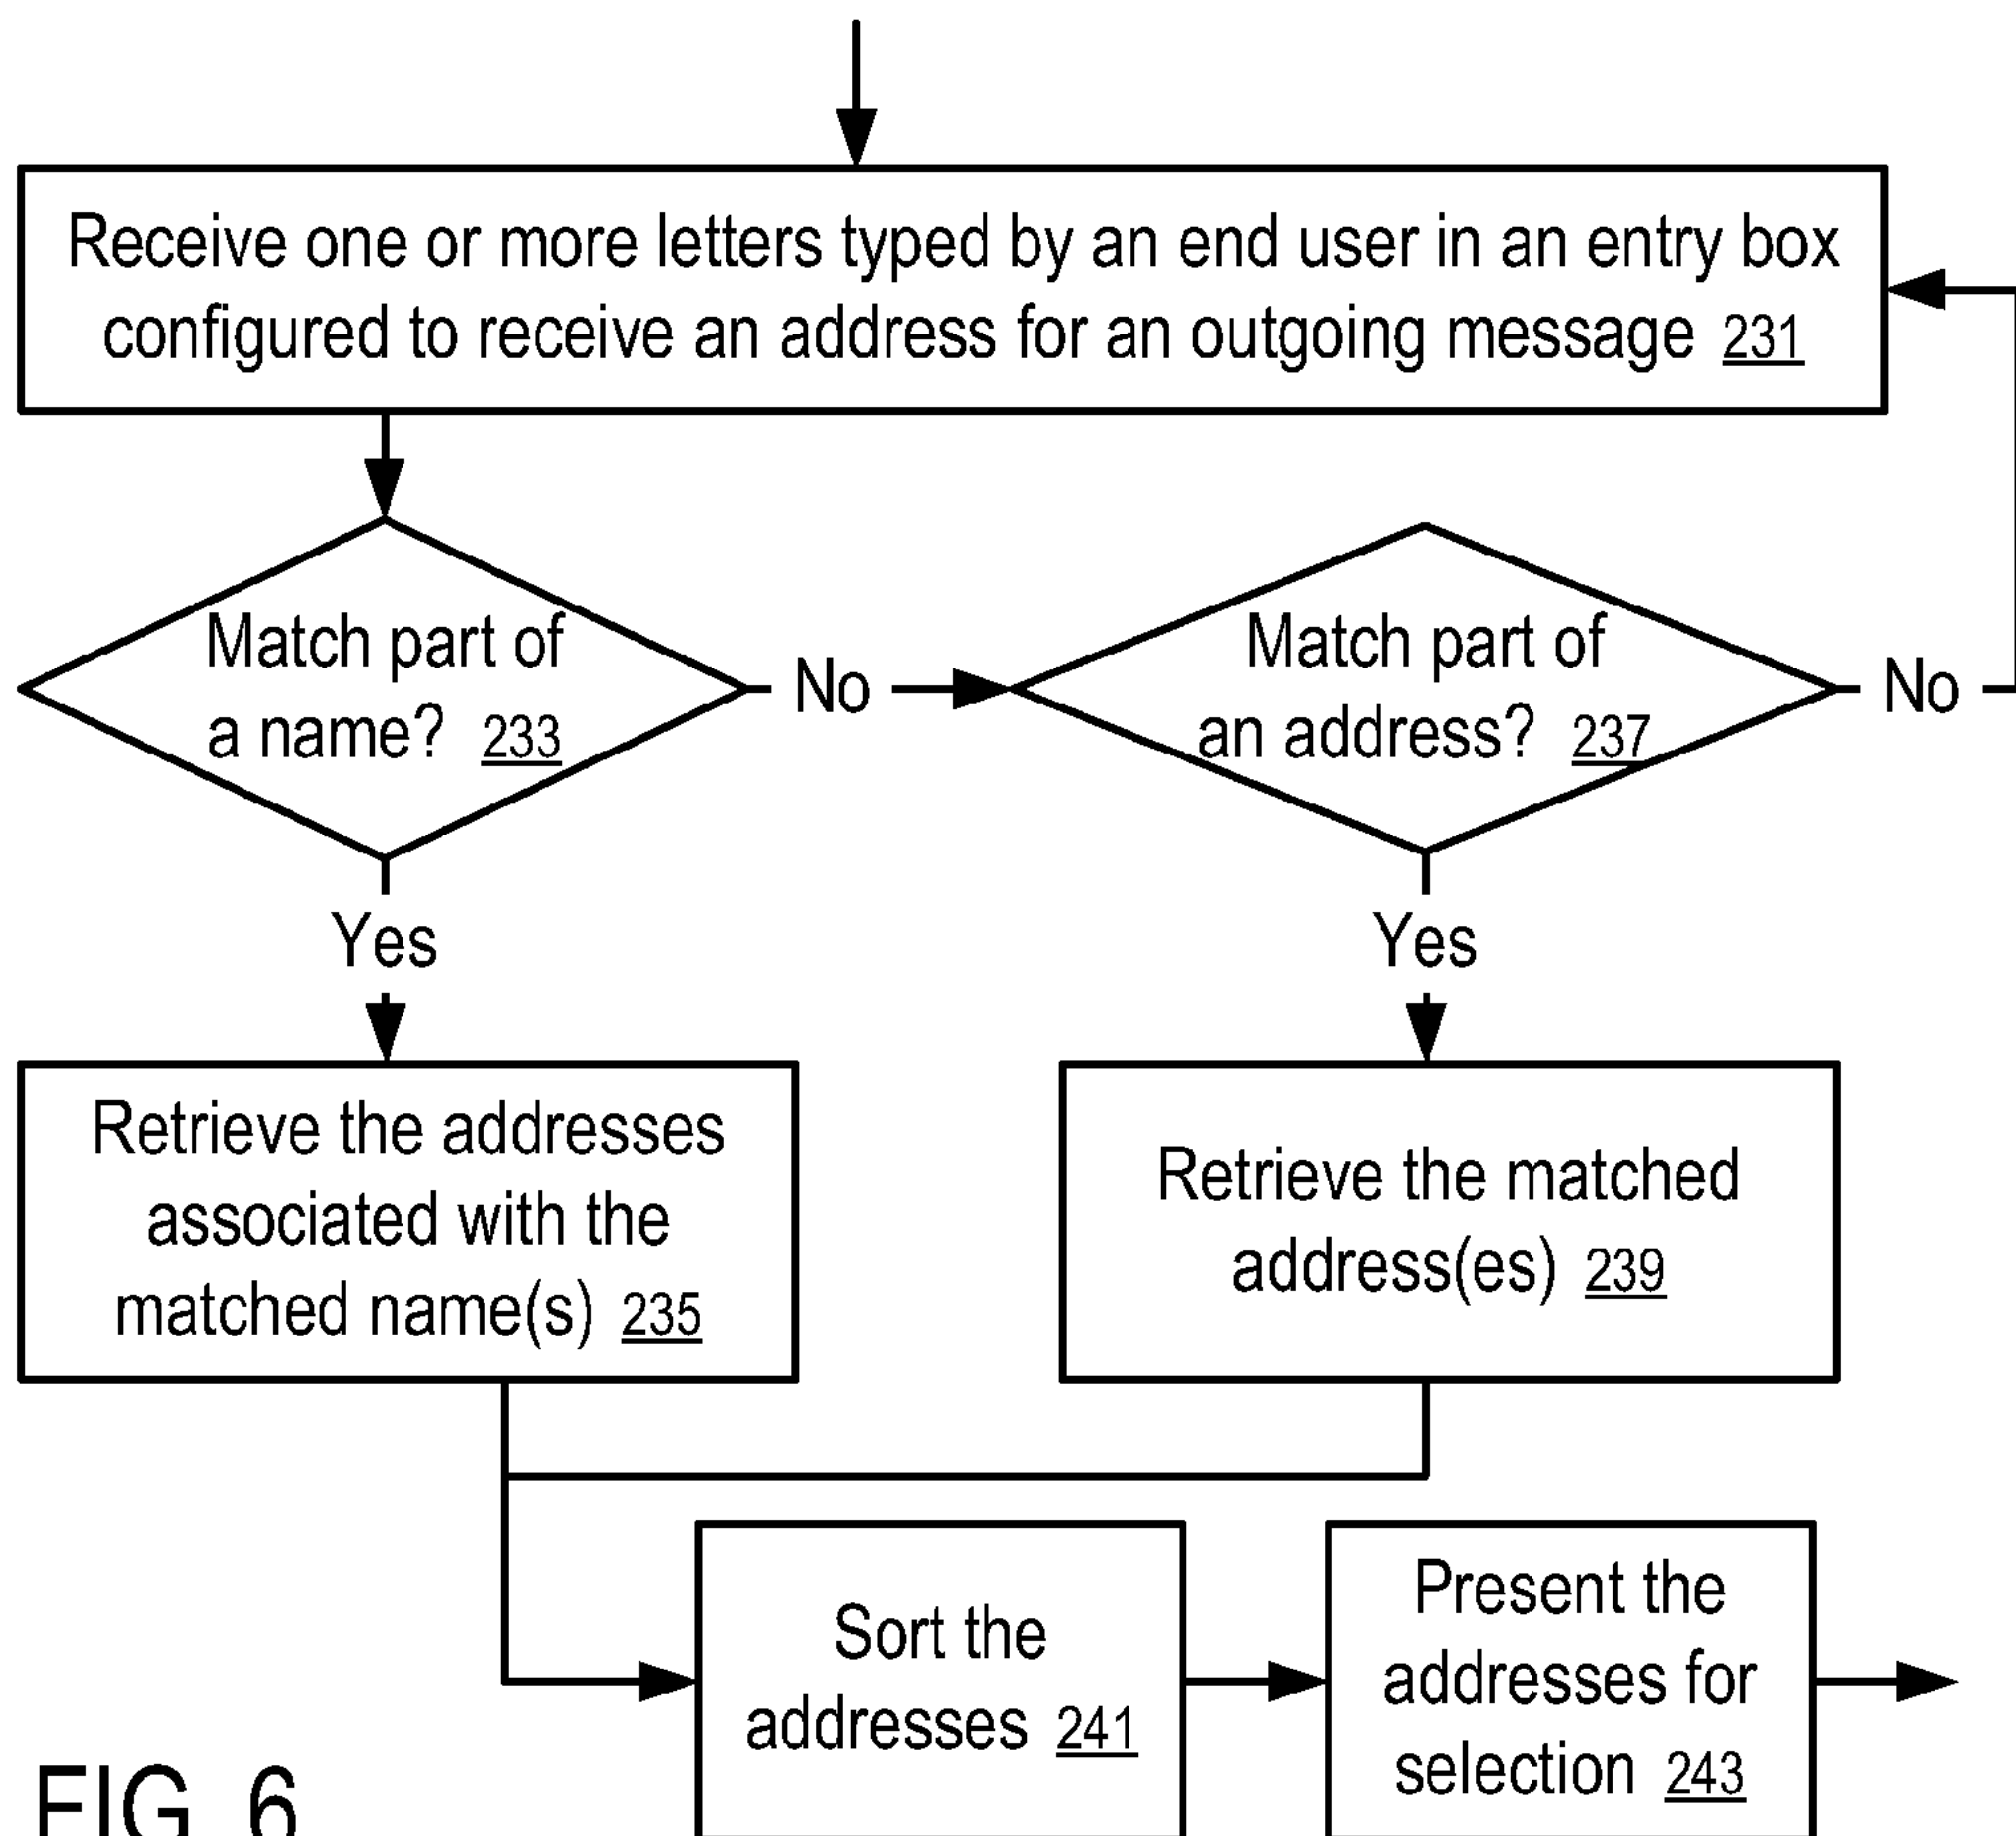 Receive one or more letters typed by an end user in an entry box
configured to receive an address for an outgoing message 231
Match part of
a name? 233
No
Match part of
an address? 237
No
Yes
Yes
Retrieve the addresses
associated with the
matched name(s) 235
Retrieve the matched
address(es) 239
Sort the
addresses 241
Present the
addresses for
selection 243
FIG. 6